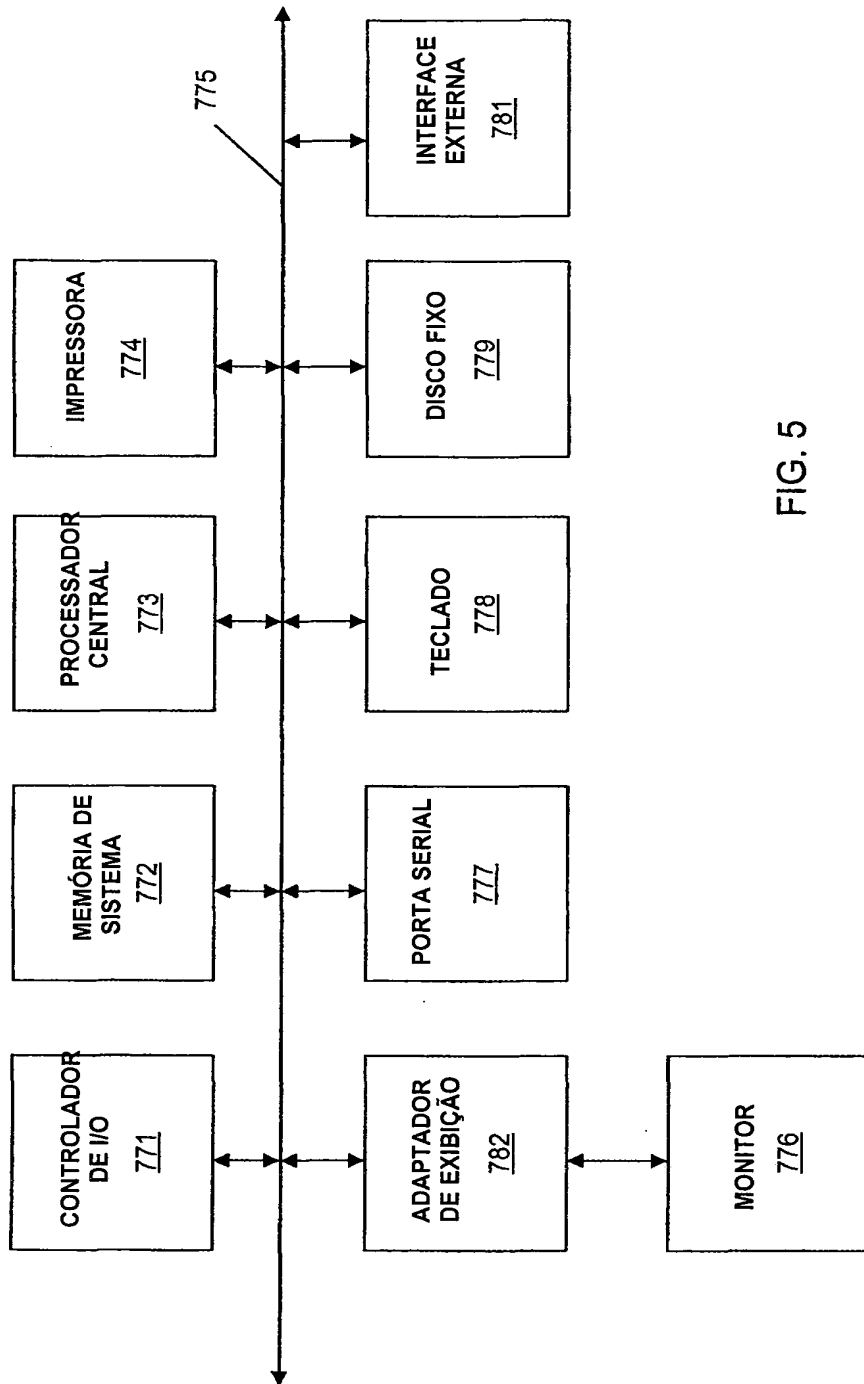 CONTROLADOR
DE I/O
771
MEMÓRIA DE
SISTEMA
772
PROCESSADOR
CENTRAL
773
IMPRESSORA
774
775
ADAPTADOR
DE EXIBIÇÃO
782
PORTA SERIAL
777
TECLADO
778
DISCO FIXO
779
INTERFACE
EXTERNA
781
MONITOR
776
FIG. 5